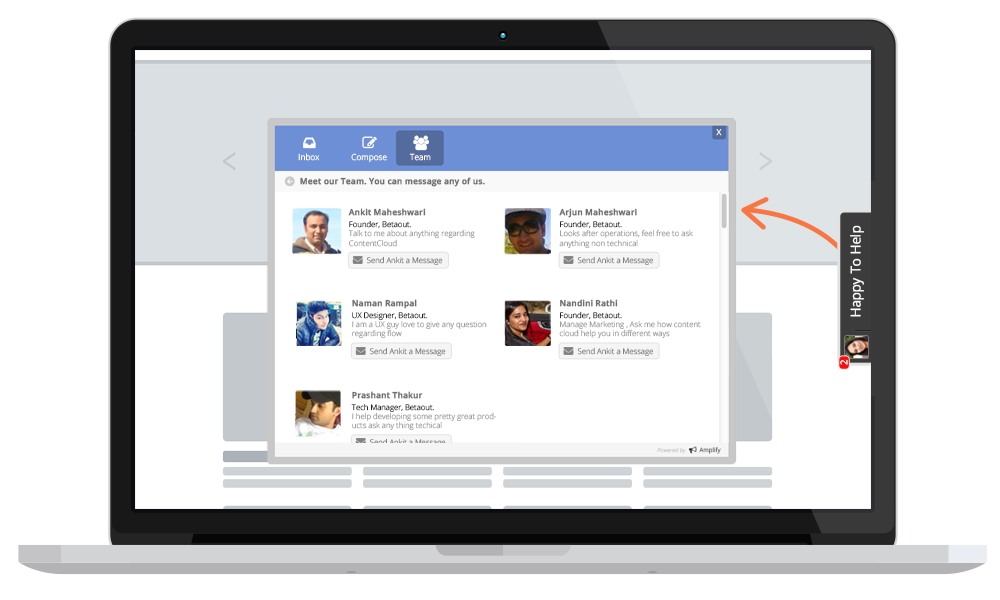 X
Inbox
Compose
Team
Meet our Team. You can message any of us.
Ankit Maheshwari
Founder, Betaout.
Talk to me about anything regarding
ContentCloud
Send Ankit a Message
Arjun Maheshwari
Founder, Betaout.
Looks after operations, feel free to ask
anything non technical
Send Ankit a Message
Naman Rampal
UX Designer, Betaout.
I am a UX guy love to give any question
regarding flow
Send Ankit a Message
Nandini Rathi
Founder, Betaout.
Manage Marketing , Ask me how content
cloud help you in different ways
Send Ankit a Message
Prashant Thakur
Tech Manager, Betaout.
I help developing some pretty great prod-
ucts ask any thing techical
Send Ankit a Message
Powered by Amplify
Happy To Help
2